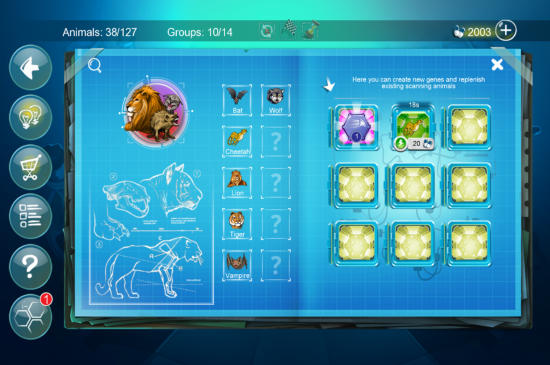 Animals: 38/127 Groups: 10/14 2003
Here you can create new genes and replenish
existing scanning animals
Bat Wolf
18s
1
20
Cheetah ?
Lion ?
Tiger ?
Vampire ?
?
1